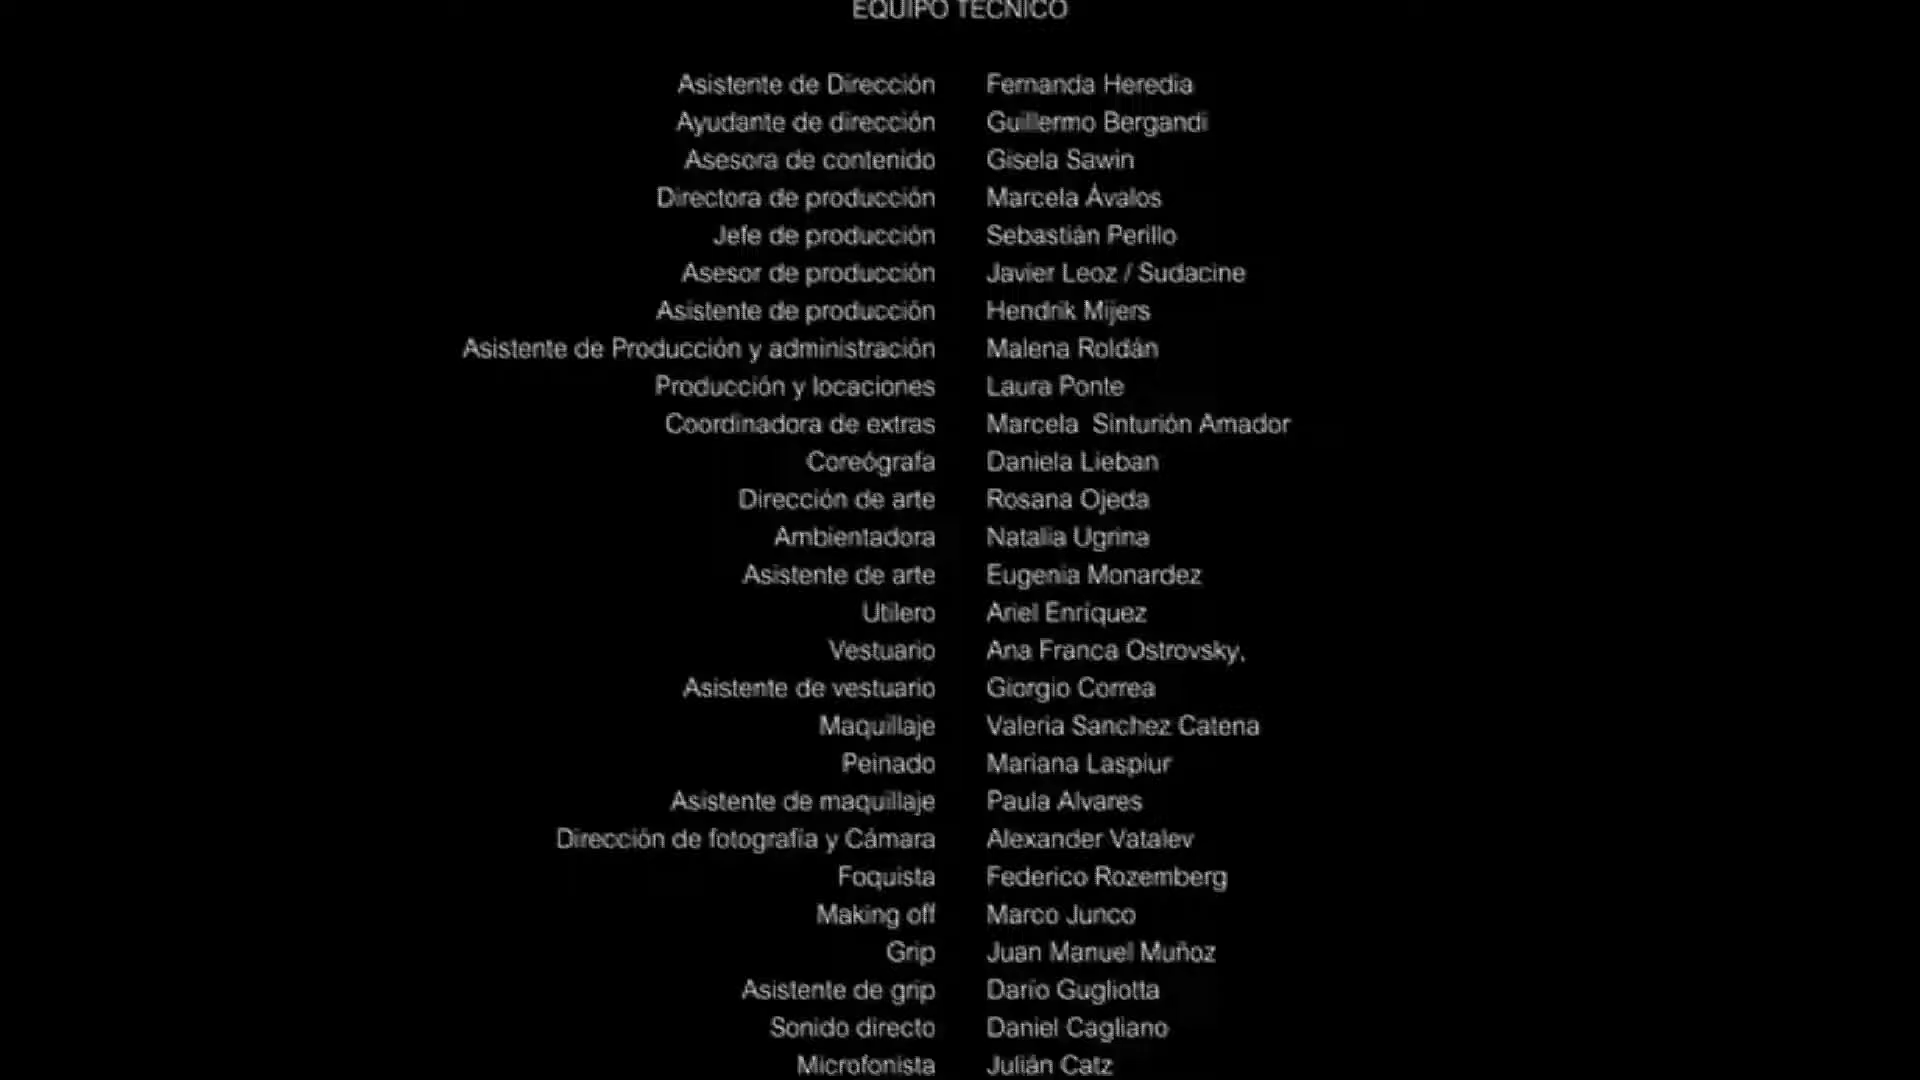 EQUIPO TECNICO
Asistente de Dirección Fernanda Heredia
Ayudante de dirección Guillermo Bergandi
Asesora de contenido Gisela Sawin
Directora de producción Marcela Ávalos
Jefe de producción Sebastián Perillo
Asesor de producción Javier Leoz / Sudacine
Asistente de producción Hendrik Mijers
Asistente de Producción y administración Malena Roldán
Producción y locaciones Laura Ponte
Coordinadora de extras Marcela Sinturión Amador
Coreógrafa Daniela Lieban
Dirección de arte Rosana Ojeda
Ambientadora Natalia Ugrina
Asistente de arte Eugenia Monardez
Utilero Ariel Enríquez
Vestuario Ana Franca Ostrovsky,
Asistente de vestuario Giorgio Correa
Maquillaje Valeria Sanchez Catena
Peinado Mariana Laspiur
Asistente de maquillaje Paula Alvares
Dirección de fotografía y Cámara Alexander Vatalev
Foquista Federico Rozemberg
Making off Marco Junco
Grip Juan Manuel Muñoz
Asistente de grip Darío Gugliotta
Sonido directo Daniel Cagliano
Microfonista Julián Catz